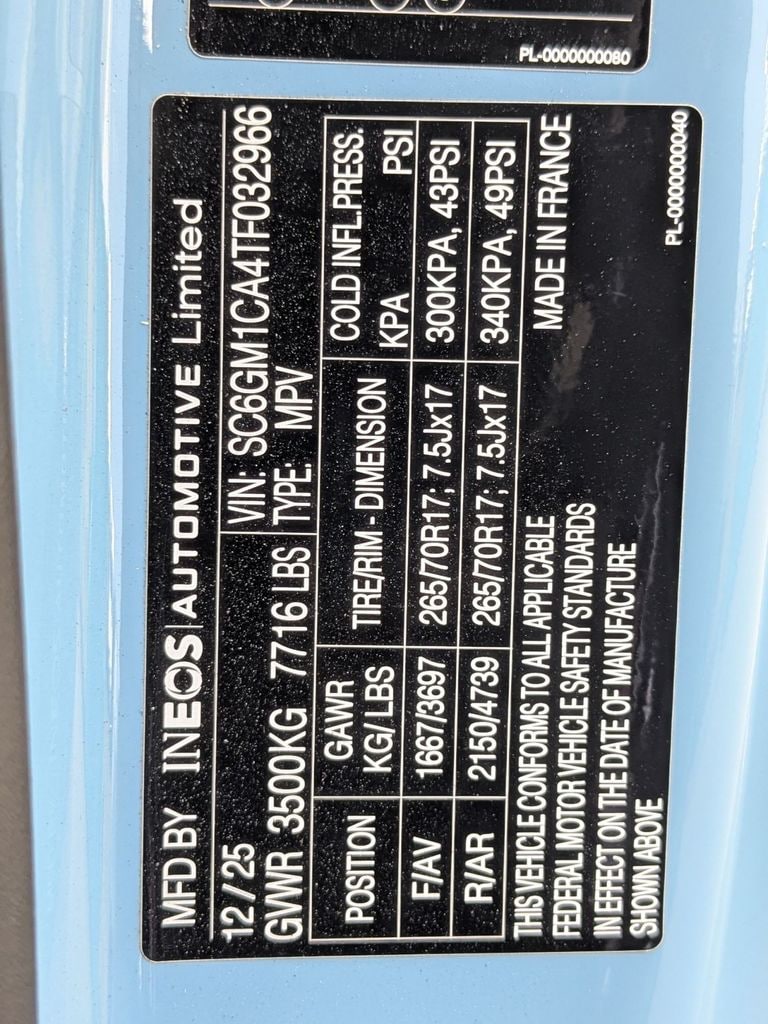 PL-0000000080
MFD BY INEOS | AUTOMOTIVE Limited
12/25 VIN: SC6GM1CA4TF032966
GVWR 3500KG 7716 LBS TYPE: MPV
POSITION GAWR KG/LBS TIRE/RIM - DIMENSION COLD INFL.PRESS. KPA PSI
F/AV 1667/3697 265/70R17; 7.5Jx17 300KPA, 43PSI
R/AR 2150/4739 265/70R17; 7.5Jx17 340KPA, 49PSI
THIS VEHICLE CONFORMS TO ALL APPLICABLE MADE IN FRANCE
FEDERAL MOTOR VEHICLE SAFETY STANDARDS
IN EFFECT ON THE DATE OF MANUFACTURE
SHOWN ABOVE
PL-0000000040